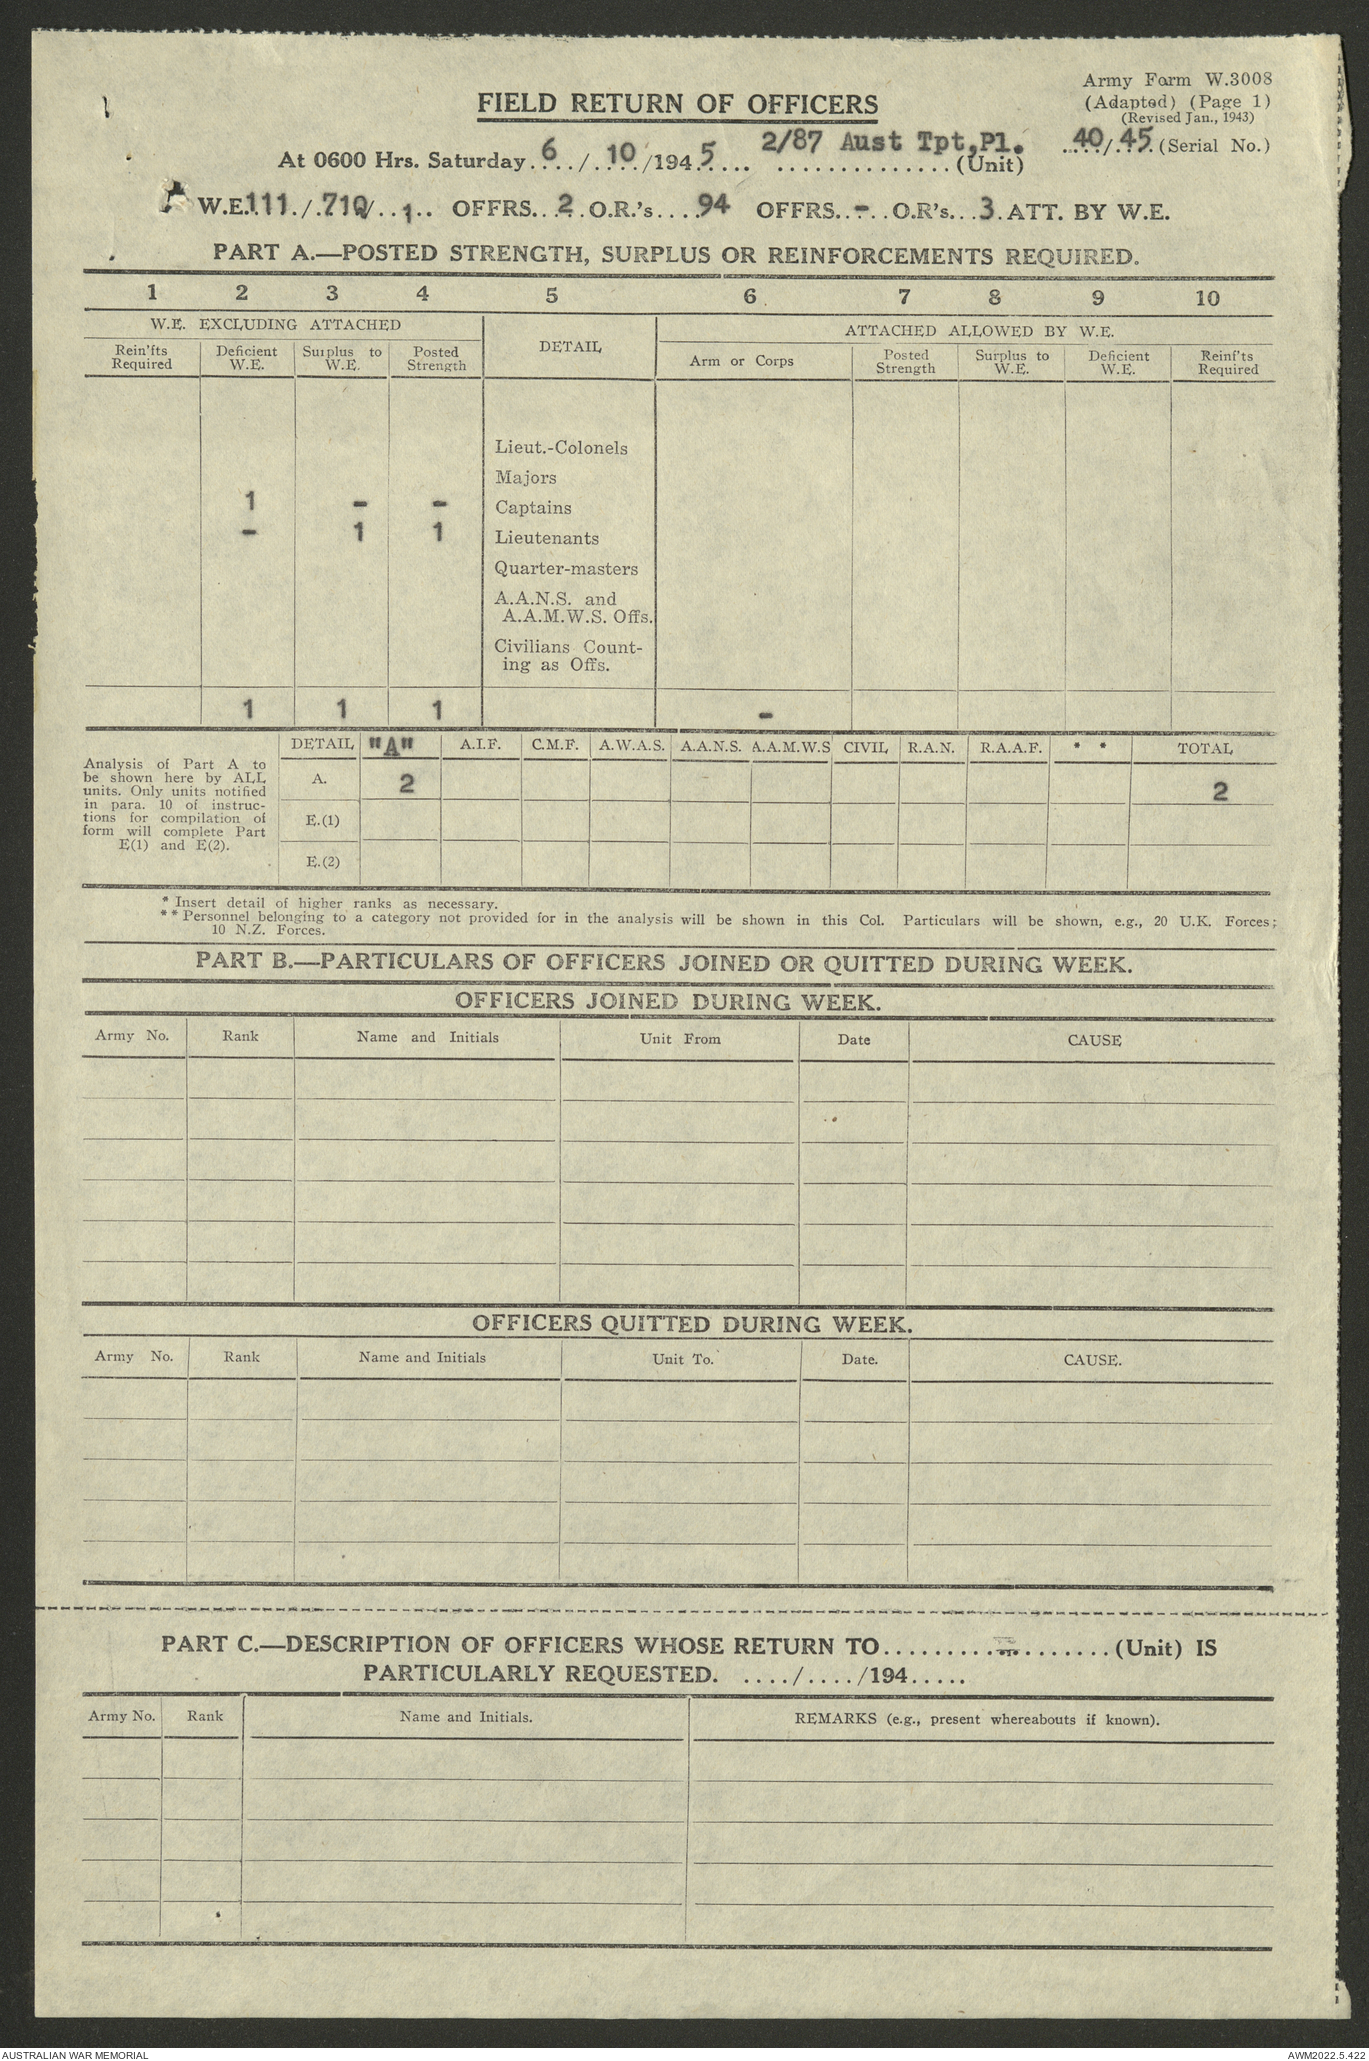 Army Form W.3008
FIELD RETURN OF OFFICERS
(Adapted) (Page 1)
(Revised Jan., 1943)
At 0600 Hrs. Saturday. 6 ../. 10 ./194 5 .... 2/87 Aust Tpt,Pl. (Unit) 40/45 (Serial No.)
W.E. 111 ./. 71Q/ . . 1 . . OFFRS. . 2 . . O.R.'s . . . . 94 OFFRS. . - . . O.R's. . . 3 . ATT. BY W.E.
PART A.—POSTED STRENGTH, SURPLUS OR REINFORCEMENTS REQUIRED.
1 2 3 4 5 6 7 8 9 10
W.E. EXCLUDING ATTACHED DETAIL ATTACHED ALLOWED BY W.E.
Rein'fts Required Deficient W.E. Surplus to W.E. Posted Strength Arm or Corps Posted Strength Surplus to W.E. Deficient W.E. Reinf'ts Required
Lieut.-Colonels
Majors
1 - - Captains
- 1 1 Lieutenants
Quarter-masters
A.A.N.S. and
A.A.M.W.S. Offs.
Civilians Count-
ing as Offs.
1 1 1 -
DETAIL "A" A.I.F. C.M.F. A.W.A.S. A.A.N.S. A.A.M.W.S CIVIL R.A.N. R.A.A.F. * * TOTAL
Analysis of Part A to
be shown here by ALL
units. Only units notified
in para. 10 of instruc-
tions for compilation of
form will complete Part
E(1) and E(2).
A. 2 2
E.(1)
E.(2)
* Insert detail of higher ranks as necessary.
** Personnel belonging to a category not provided for in the analysis will be shown in this Col. Particulars will be shown, e.g., 20 U.K. Forces;
10 N.Z. Forces.
PART B.—PARTICULARS OF OFFICERS JOINED OR QUITTED DURING WEEK.
OFFICERS JOINED DURING WEEK.
Army No. Rank Name and Initials Unit From Date CAUSE
OFFICERS QUITTED DURING WEEK.
Army No. Rank Name and Initials Unit To. Date. CAUSE.
PART C.—DESCRIPTION OF OFFICERS WHOSE RETURN TO.....................(Unit) IS
PARTICULARLY REQUESTED. ..../..../194.....
Army No. Rank Name and Initials. REMARKS (e.g., present whereabouts if known).
AUSTRALIAN WAR MEMORIAL AWM2022.5.422